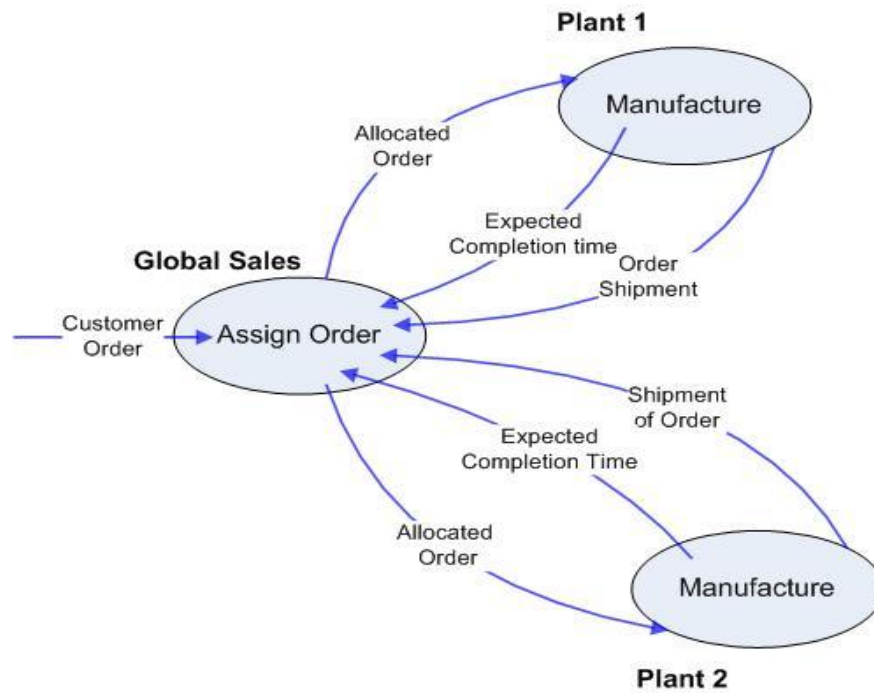 Plant 1
Manufacture
Allocated
Order
Expected
Completion time
Order
Shipment
Global Sales
Customer
Order
Assign Order
Shipment
of Order
Expected
Completion Time
Allocated
Order
Manufacture
Plant 2